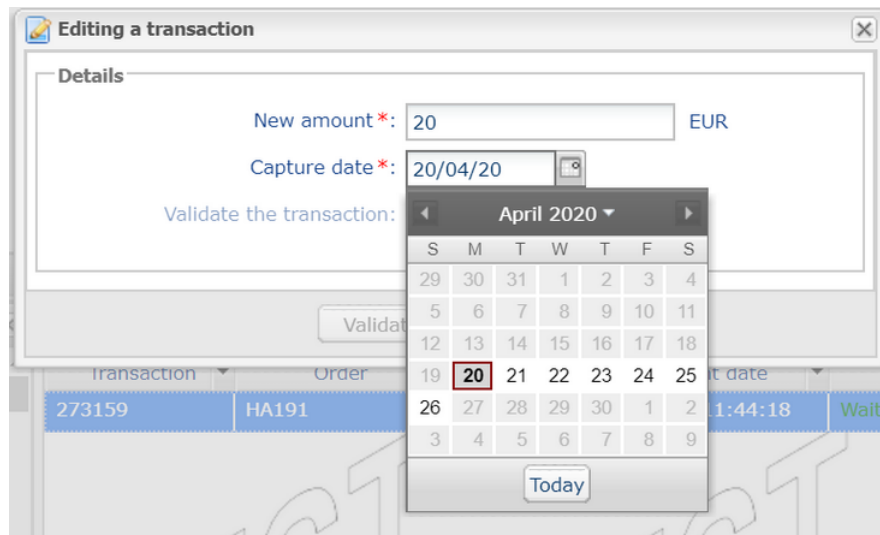 Editing a transaction
Details
New amount *: 20 EUR
Capture date *: 20/04/20
Validate the transaction:
April 2020
S M T W T F S
29 30 31 1 2 3 4
5 6 7 8 9 10 11
12 13 14 15 16 17 18
19 20 21 22 23 24 25
26 27 28 29 30 1 2
3 4 5 6 7 8 9
Today
Validat
Transaction Order t date
273159 HA191 11:44:18 Wait